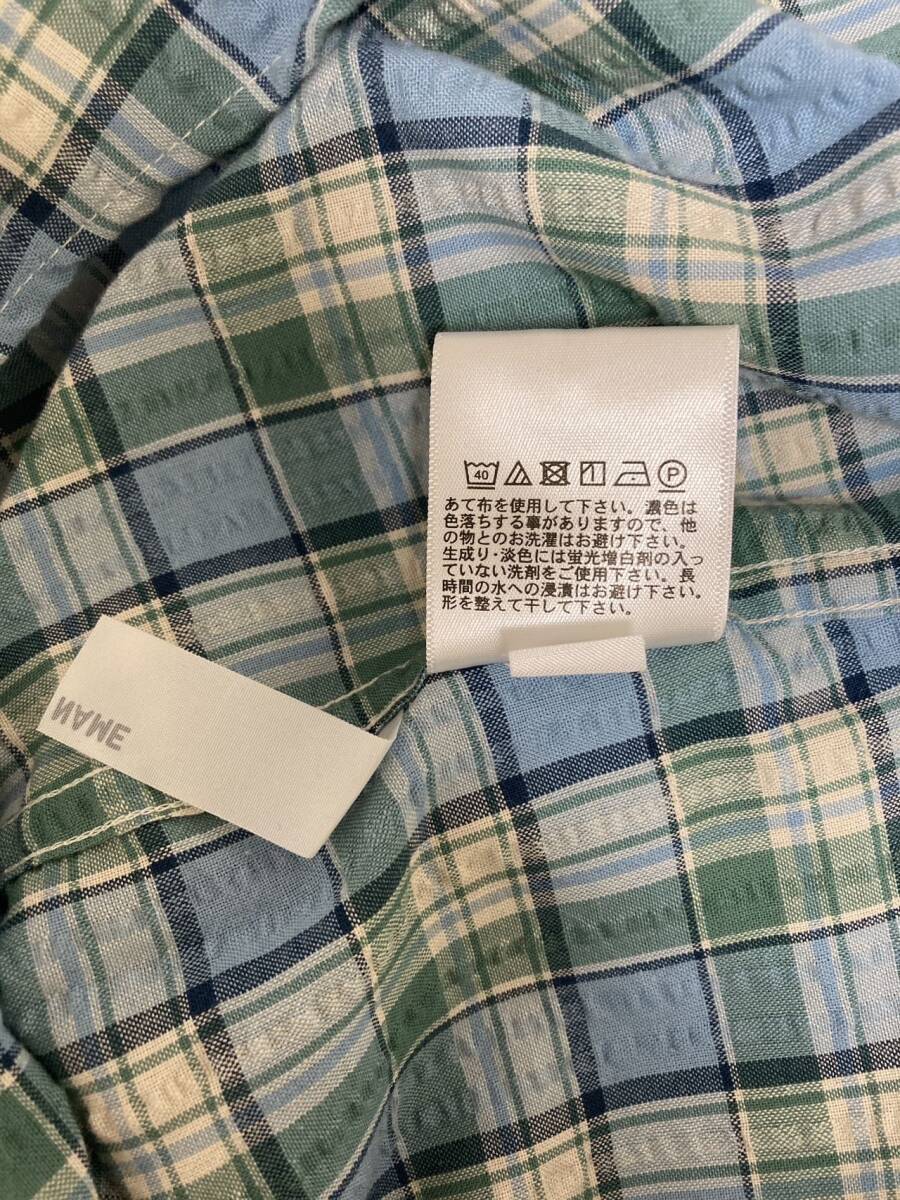 40 P
あて布を使用して下さい。濃色は
色落ちする事がありますので、他
の物とのお洗濯はお避け下さい。
生成り・淡色には蛍光増白剤の入っ
ていない洗剤をご使用下さい。長
時間の水への浸漬はお避け下さい。
形を整えて干して下さい。
NAME